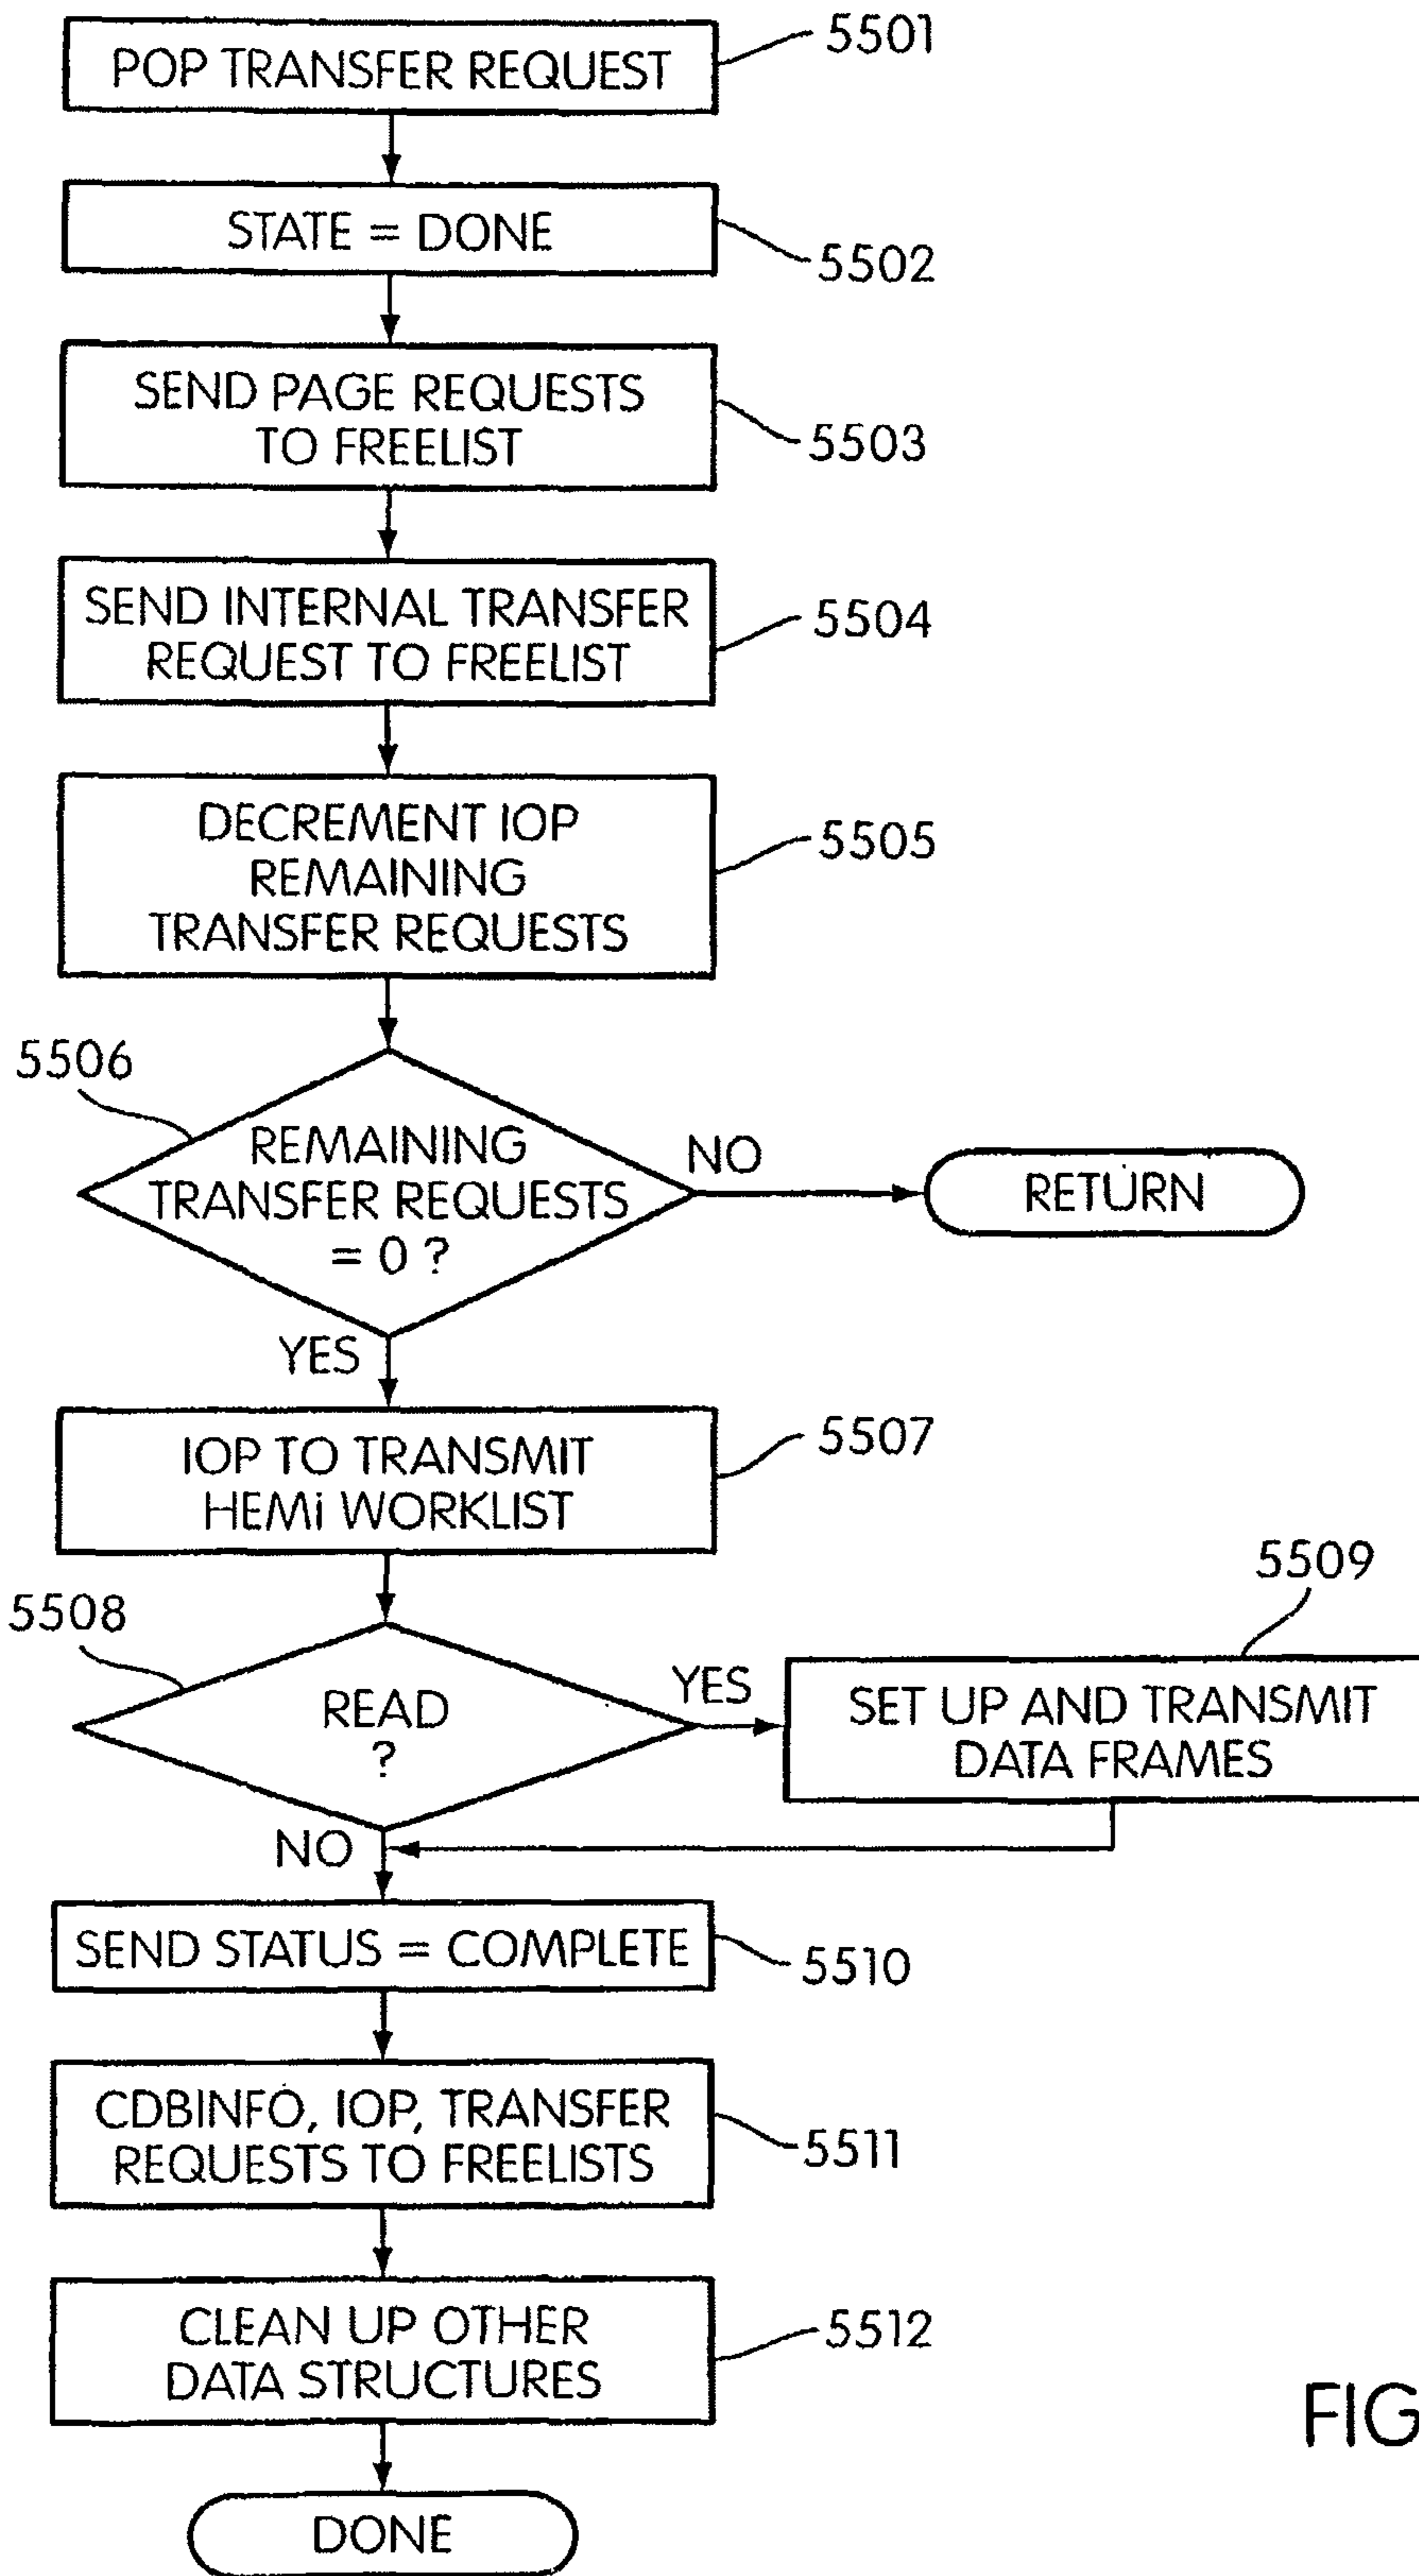 POP TRANSFER REQUEST
5501
STATE = DONE
5502
SEND PAGE REQUESTS
TO FREELIST
5503
SEND INTERNAL TRANSFER
REQUEST TO FREELIST
5504
DECREMENT IOP
REMAINING
TRANSFER REQUESTS
5505
5506
REMAINING
TRANSFER REQUESTS
= 0 ?
NO
RETURN
YES
IOP TO TRANSMIT
HEMi WORKLIST
5507
5508
READ
?
YES
5509
SET UP AND TRANSMIT
DATA FRAMES
NO
SEND STATUS = COMPLETE
5510
CDBINFO, IOP, TRANSFER
REQUESTS TO FREELISTS
5511
CLEAN UP OTHER
DATA STRUCTURES
5512
DONE
FIG